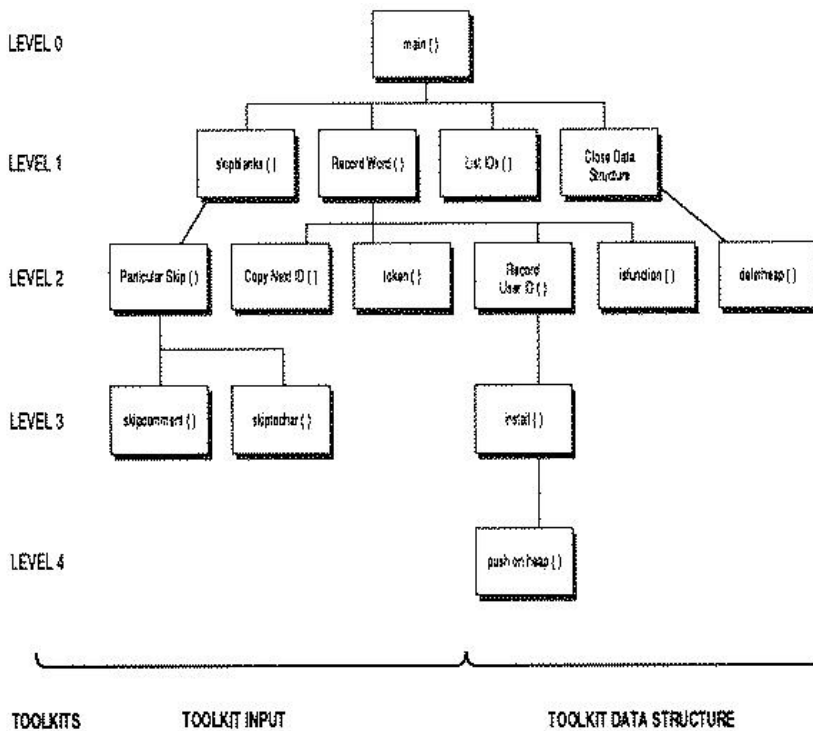 LEVEL 0
main ( )
LEVEL 1
skipblanks ( )
Record Word ( )
List IDs ( )
Close Data
Structure
LEVEL 2
Particular Skip ( )
Copy Next ID ( )
token ( )
Record
User ID ( )
isfunction ( )
deleteheap ( )
LEVEL 3
skipcomment ( )
skiptochar ( )
install ( )
LEVEL 4
push on heap ( )
TOOLKITS
TOOLKIT INPUT
TOOLKIT DATA STRUCTURE